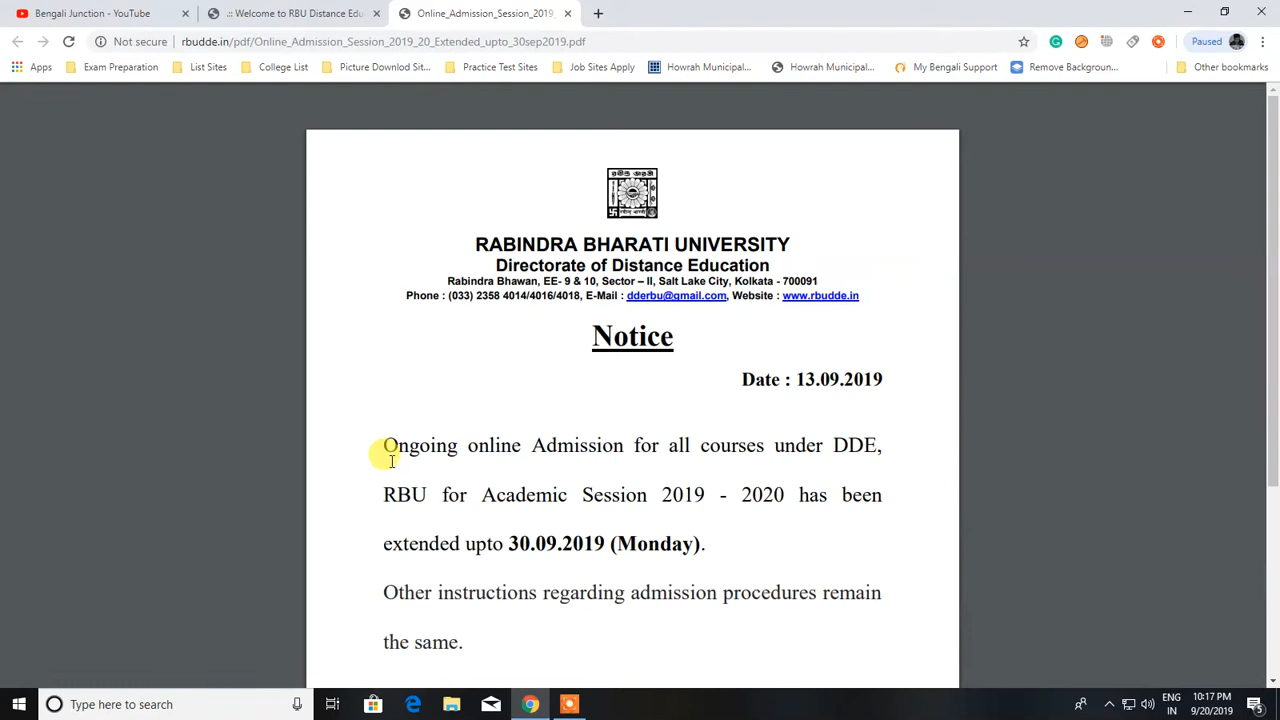 Bengali Junction - YouTube
.:: Welcome to RBU Distance Edu
Online_Admission_Session_2019_
Not secure
rbudde.in/pdf/Online_Admission_Session_2019_20_Extended_upto_30sep2019.pdf
Paused
Apps
Exam Preparation
List Sites
College List
Picture Downlod Sit...
Practice Test Sites
Job Sites Apply
Howrah Municipal...
Howrah Municipal...
My Bengali Support
Remove Backgroun...
Other bookmarks
RABINDRA BHARATI UNIVERSITY
Directorate of Distance Education
Rabindra Bhawan, EE- 9 & 10, Sector – II, Salt Lake City, Kolkata - 700091
Phone : (033) 2358 4014/4016/4018, E-Mail : dderbu@gmail.com, Website : www.rbudde.in
Notice
Date : 13.09.2019
Ongoing online Admission for all courses under DDE,
RBU for Academic Session 2019 - 2020 has been
extended upto 30.09.2019 (Monday).
Other instructions regarding admission procedures remain
the same.
Type here to search
ENG
IN
10:17 PM
9/20/2019